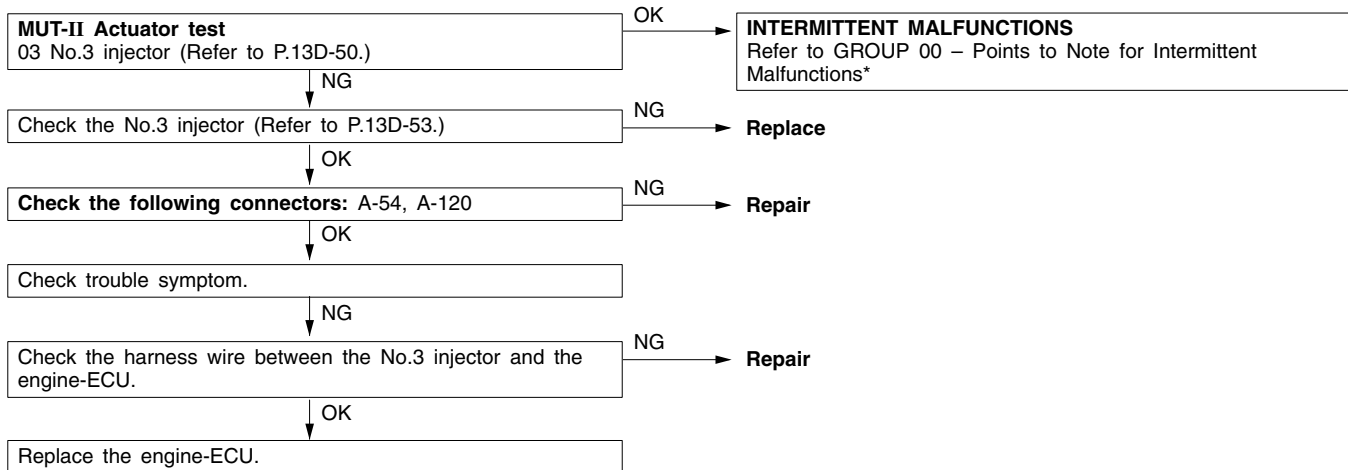 MUT-II Actuator test
03 No.3 injector (Refer to P.13D-50.)
OK
INTERMITTENT MALFUNCTIONS
Refer to GROUP 00 – Points to Note for Intermittent
Malfunctions*
NG
Check the No.3 injector (Refer to P.13D-53.)
NG
Replace
OK
Check the following connectors: A-54, A-120
NG
Repair
OK
Check trouble symptom.
NG
Check the harness wire between the No.3 injector and the
engine-ECU.
NG
Repair
OK
Replace the engine-ECU.